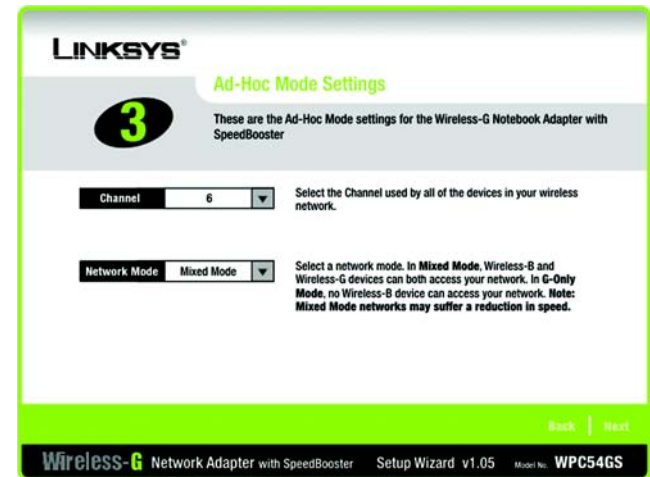 LINKSYS®
Ad-Hoc Mode Settings
3
These are the Ad-Hoc Mode settings for the Wireless-G Notebook Adapter with
SpeedBooster
Channel
6
Select the Channel used by all of the devices in your wireless
network.
Network Mode
Mixed Mode
Select a network mode. In Mixed Mode, Wireless-B and
Wireless-G devices can both access your network. In G-Only
Mode, no Wireless-B device can access your network. Note:
Mixed Mode networks may suffer a reduction in speed.
Back | Next
Wireless-G Network Adapter with SpeedBooster Setup Wizard v1.05 Model No. WPC54GS